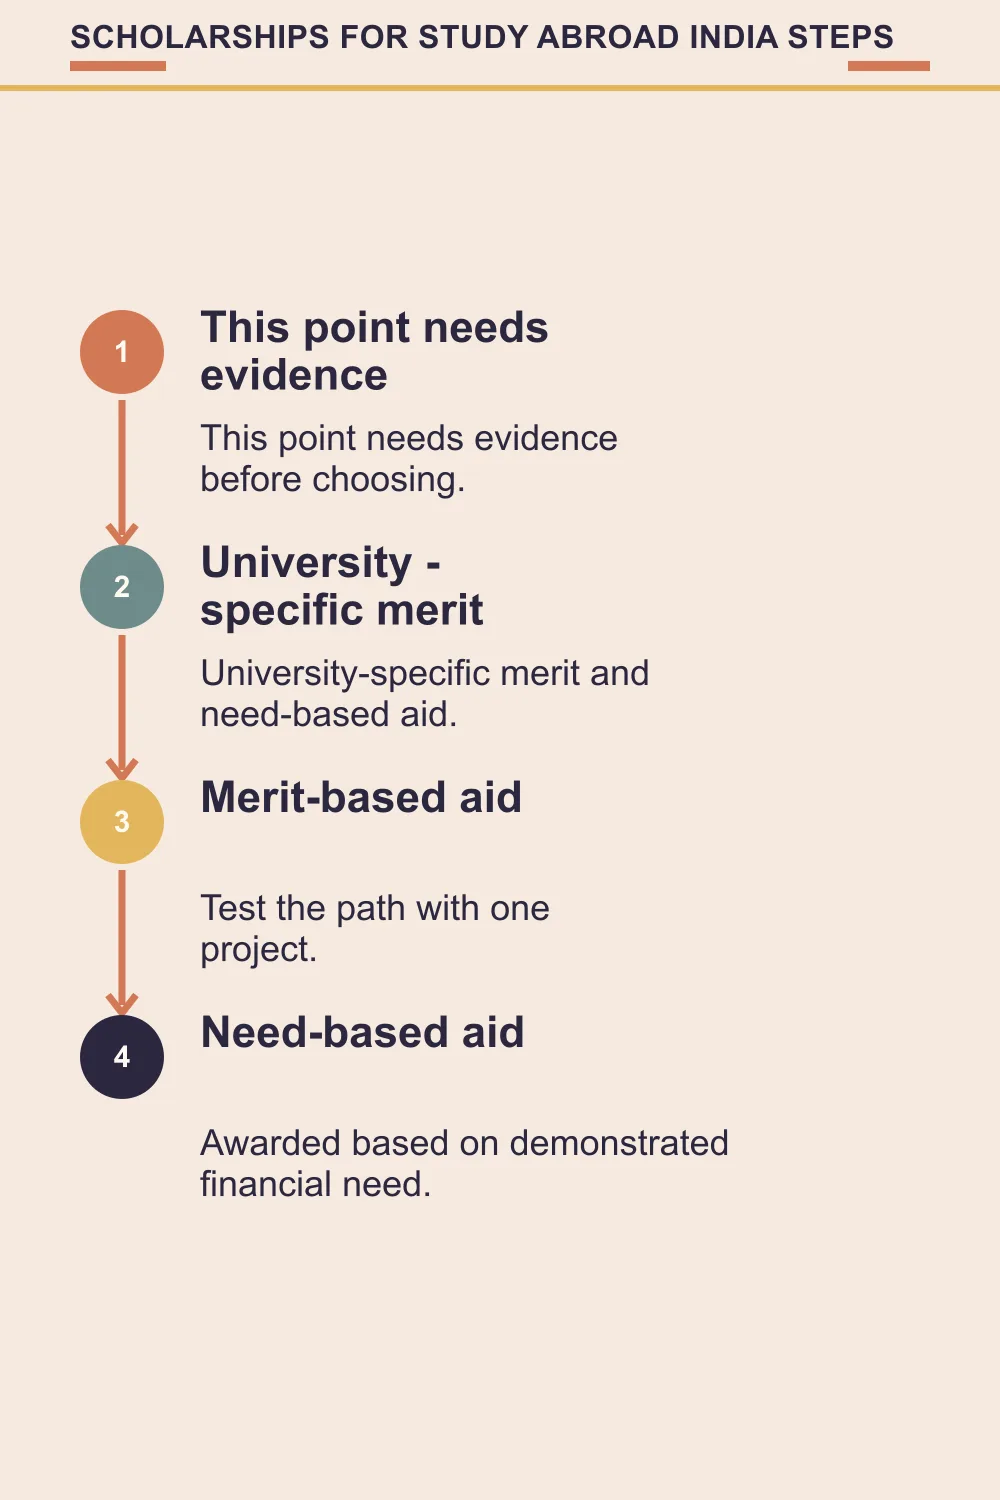 SCHOLARSHIPS FOR STUDY ABROAD INDIA STEPS
1
This point needs
evidence
This point needs evidence
before choosing.
2
University -
specific merit
University-specific merit and
need-based aid.
3
Merit-based aid
Test the path with one
project.
4
Need-based aid
Awarded based on demonstrated
financial need.